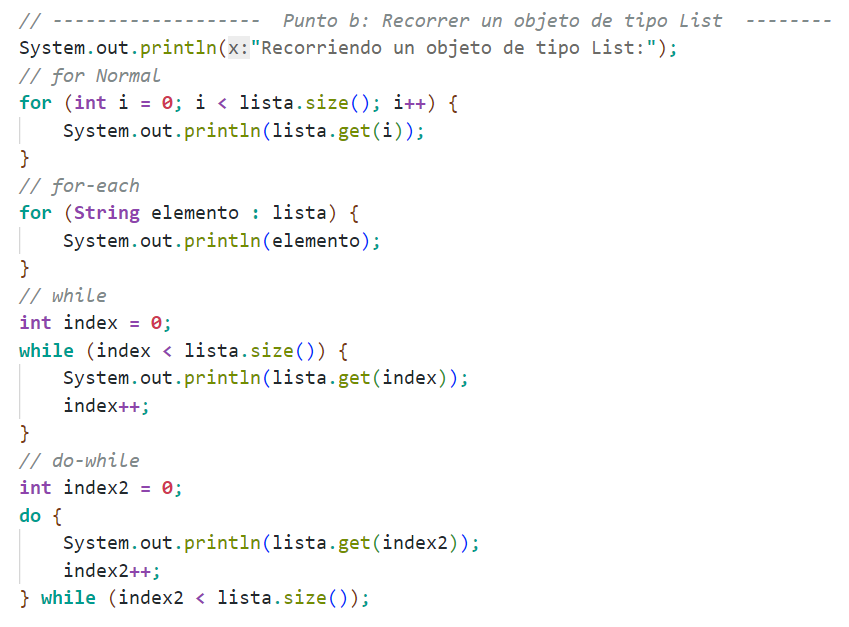 // -------------------  Punto b: Recorrer un objeto de tipo List  --------
System.out.println(x:"Recorriendo un objeto de tipo List:");
// for Normal
for (int i = 0; i < lista.size(); i++) {
    System.out.println(lista.get(i));
}
// for-each
for (String elemento : lista) {
    System.out.println(elemento);
}
// while
int index = 0;
while (index < lista.size()) {
    System.out.println(lista.get(index));
    index++;
}
// do-while
int index2 = 0;
do {
    System.out.println(lista.get(index2));
    index2++;
} while (index2 < lista.size());